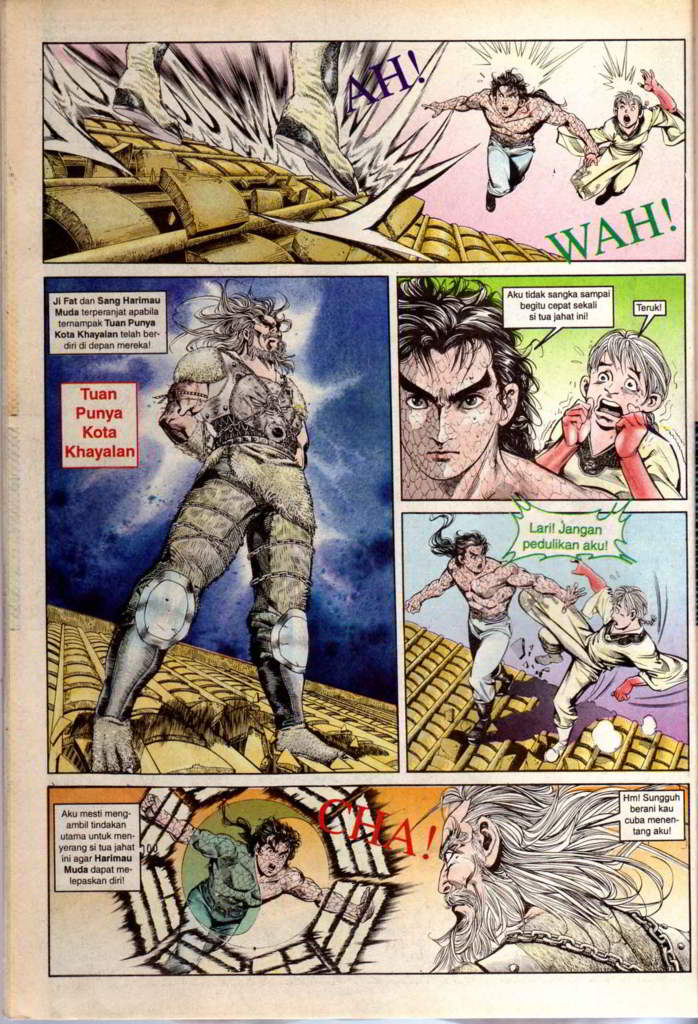 AH!
WAH!
Ji Fat dan Sang Harimau
Muda terperanjat apabila
ternampak Tuan Punya
Kota Khayalan telah ber-
diri di depan mereka!
Tuan
Punya
Kota
Khayalan
Aku tidak sangka sampai
begitu cepat sekali
si tua jahat ini!
Teruk!
Lari! Jangan
pedulikan aku!
Aku mesti meng-
ambil tindakan
utama untuk men-
yerang si tua jahat
ini agar Harimau
Muda dapat me-
lepaskan diri!
100
CHA!
Hm! Sungguh
berani kau
cuba menen-
tang aku!